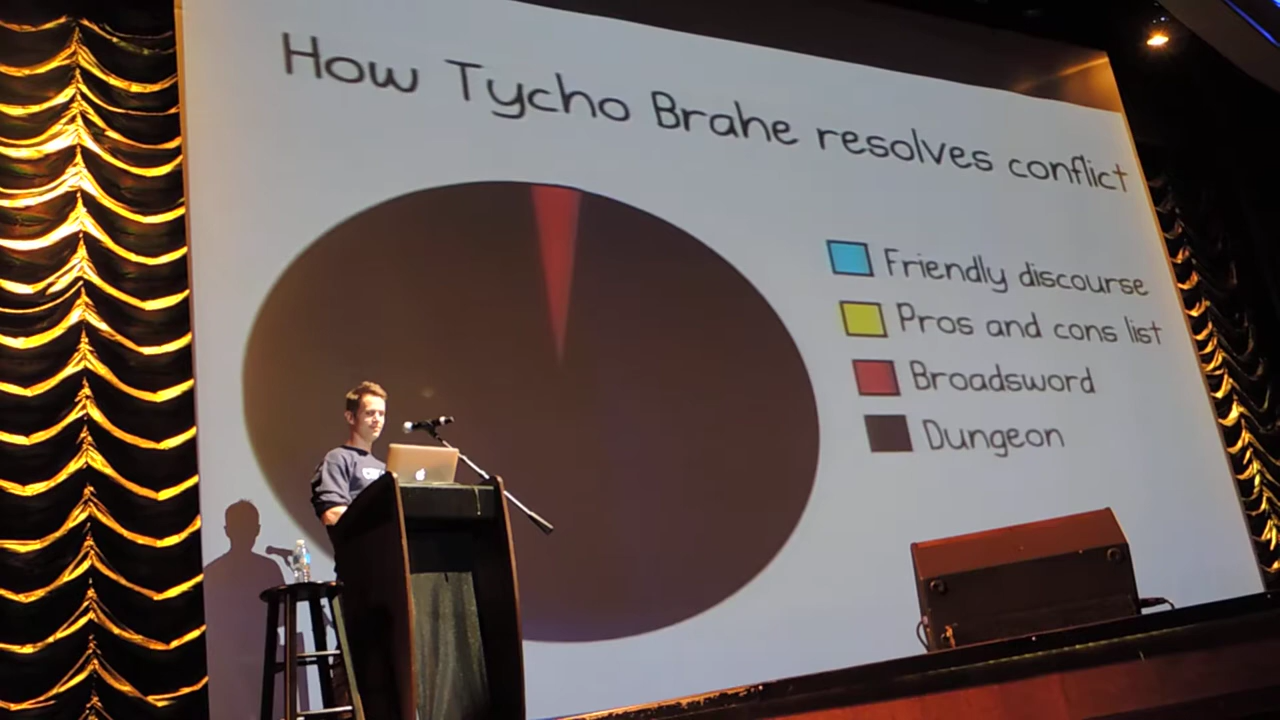 How Tycho Brahe resolves conflict
Friendly discourse
Pros and cons list
Broadsword
Dungeon